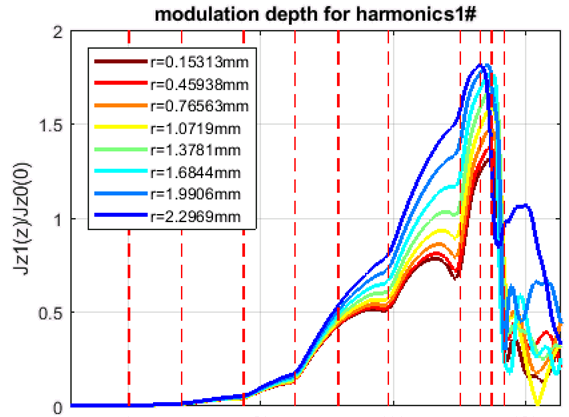 modulation depth for harmonics1#
2
1.5
1
0.5
0
Jz1(z)/Jz0(0)
r=0.15313mm
r=0.45938mm
r=0.76563mm
r=1.0719mm
r=1.3781mm
r=1.6844mm
r=1.9906mm
r=2.2969mm